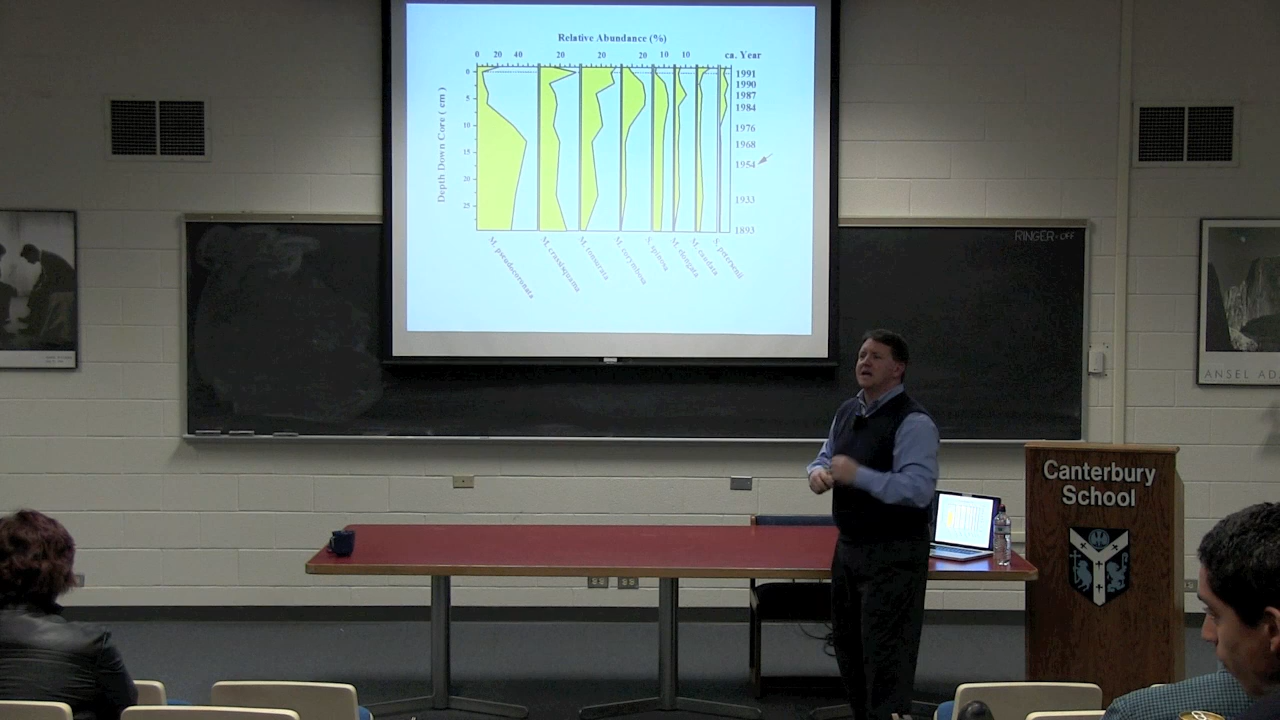 Relative Abundance (%)
0 20 40 20 20 20 10 10 ca. Year
0
5
10
15
20
25
Depth Down Core ( cm )
1991
1990
1987
1984
1976
1968
1954
1933
1893
M. pseudocoronata
M. crassisquama
M. tonsurata
M. corymbosa
S. spinosa
M. elongata
M. caudata
S. petersenii
RINGER-OFF
ANSEL AD
Canterbury
School